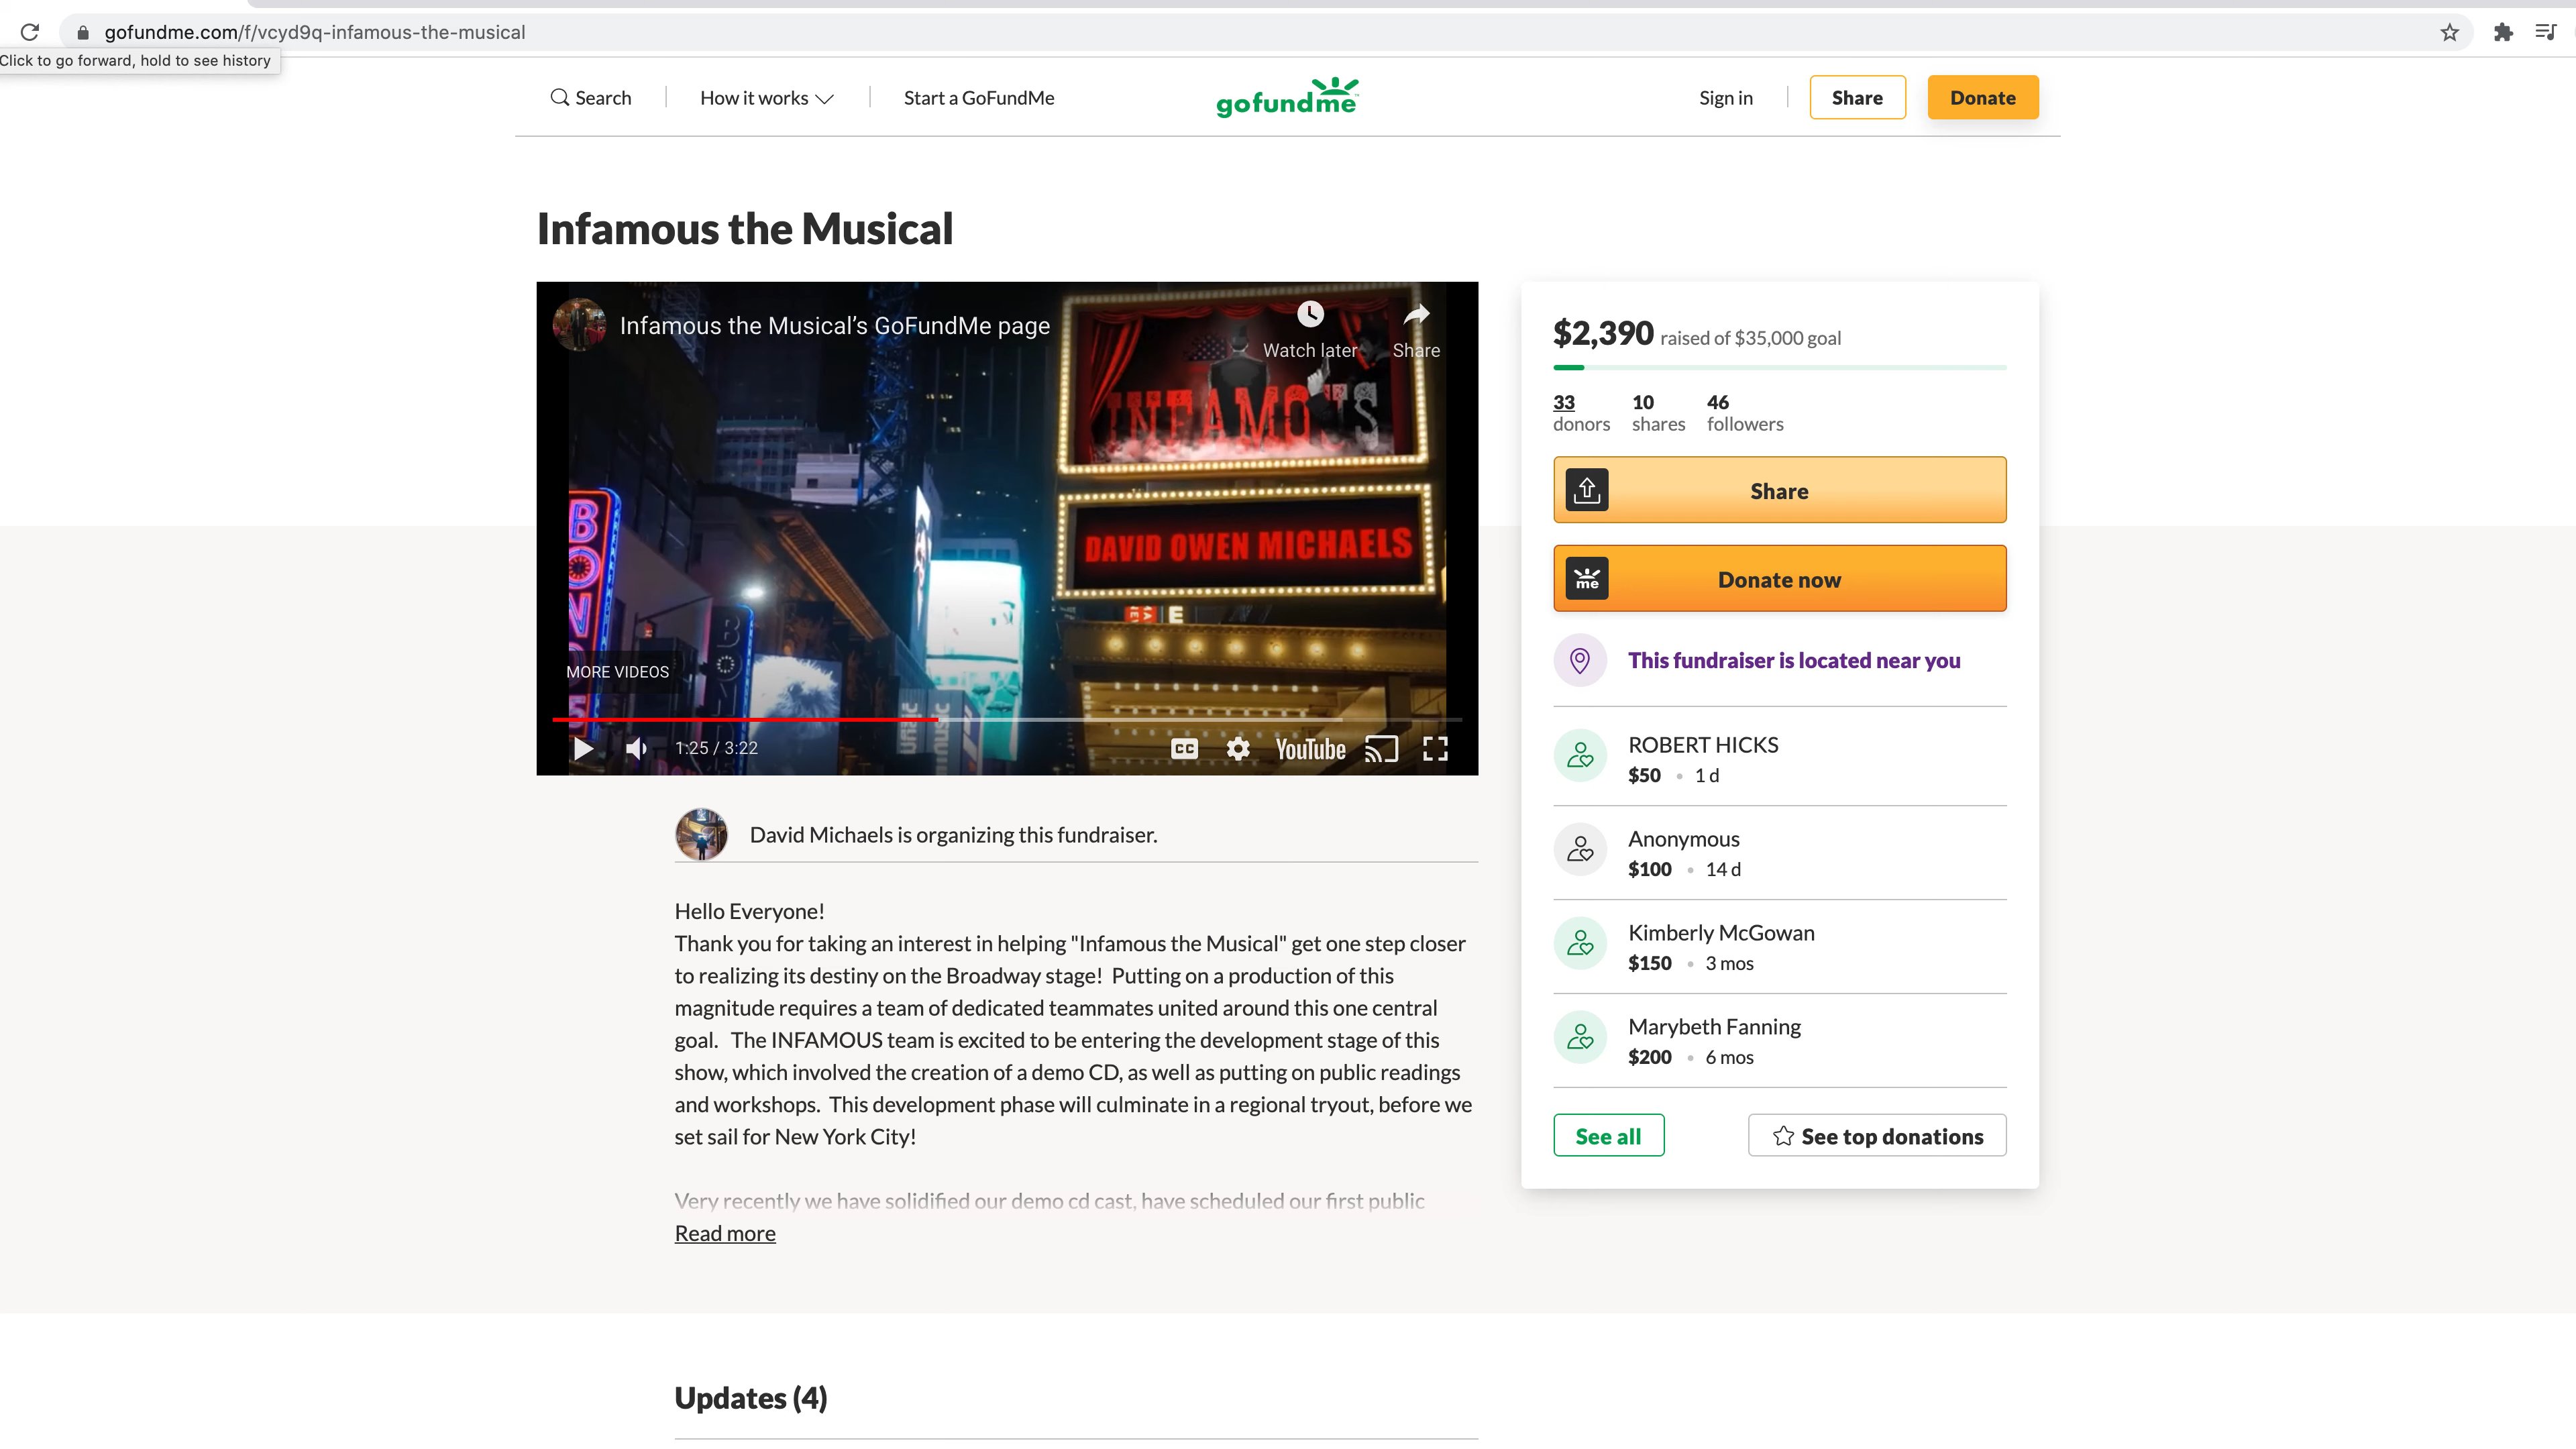 gofundme.com/f/vcyd9q-infamous-the-musical
Click to go forward, hold to see history
Search
How it works
Start a GoFundMe
gofundme
Sign in
Share
Donate
Infamous the Musical
Infamous the Musical’s GoFundMe page
Watch later
Share
INFAMOUS
DAVID OWEN MICHAELS
MORE VIDEOS
1:25 / 3:22
CC
YouTube
$2,390 raised of $35,000 goal
33 10 46
donors shares followers
Share
me Donate now
This fundraiser is located near you
ROBERT HICKS
$50 • 1 d
Anonymous
$100 • 14 d
Kimberly McGowan
$150 • 3 mos
Marybeth Fanning
$200 • 6 mos
See all
See top donations
David Michaels is organizing this fundraiser.
Hello Everyone!
Thank you for taking an interest in helping "Infamous the Musical" get one step closer
to realizing its destiny on the Broadway stage!  Putting on a production of this
magnitude requires a team of dedicated teammates united around this one central
goal.   The INFAMOUS team is excited to be entering the development stage of this
show, which involved the creation of a demo CD, as well as putting on public readings
and workshops.  This development phase will culminate in a regional tryout, before we
set sail for New York City!
Very recently we have solidified our demo cd cast, have scheduled our first public
Read more
Updates (4)